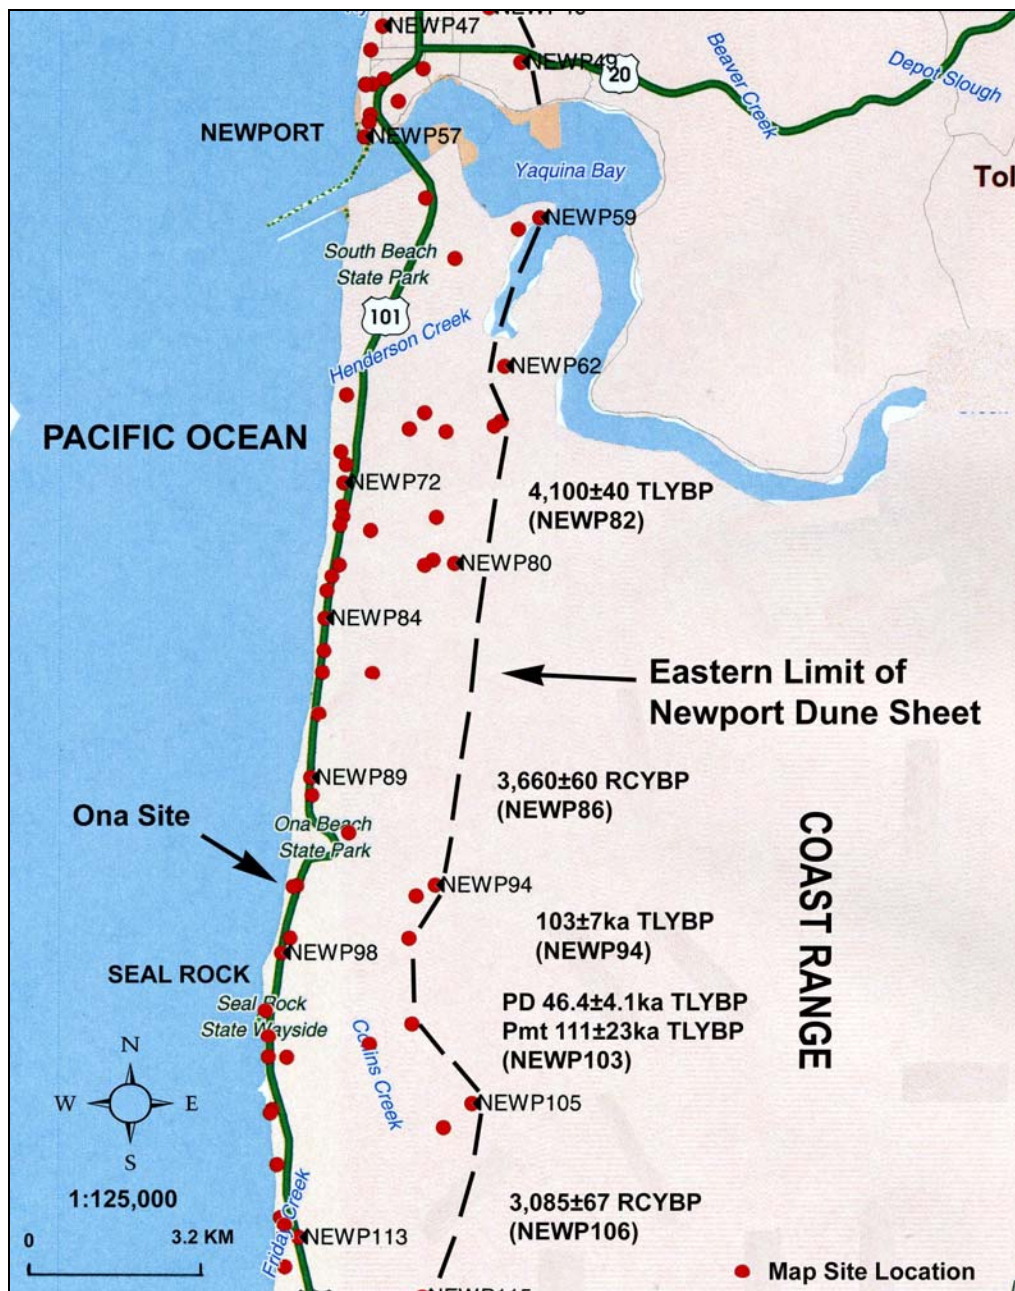 NEWP47
NEWP49
20
Beaver Creek
Depot Slough
NEWPORT
NEWP57
Yaquina Bay
Tol
NEWP59
South Beach
State Park
101
Henderson Creek
NEWP62
PACIFIC OCEAN
NEWP72
4,100±40 TLYBP
(NEWP82)
NEWP80
NEWP84
Eastern Limit of
Newport Dune Sheet
NEWP89
3,660±60 RCYBP
(NEWP86)
Ona Site
Ona Beach
State Park
COAST RANGE
NEWP94
103±7ka TLYBP
(NEWP94)
NEWP98
SEAL ROCK
Seal Rock
State Wayside
PD 46.4±4.1ka TLYBP
Pmt 111±23ka TLYBP
(NEWP103)
Collins Creek
N
W
E
S
NEWP105
1:125,000
3,085±67 RCYBP
(NEWP106)
0
3.2 KM
Friday Creek
NEWP113
Map Site Location